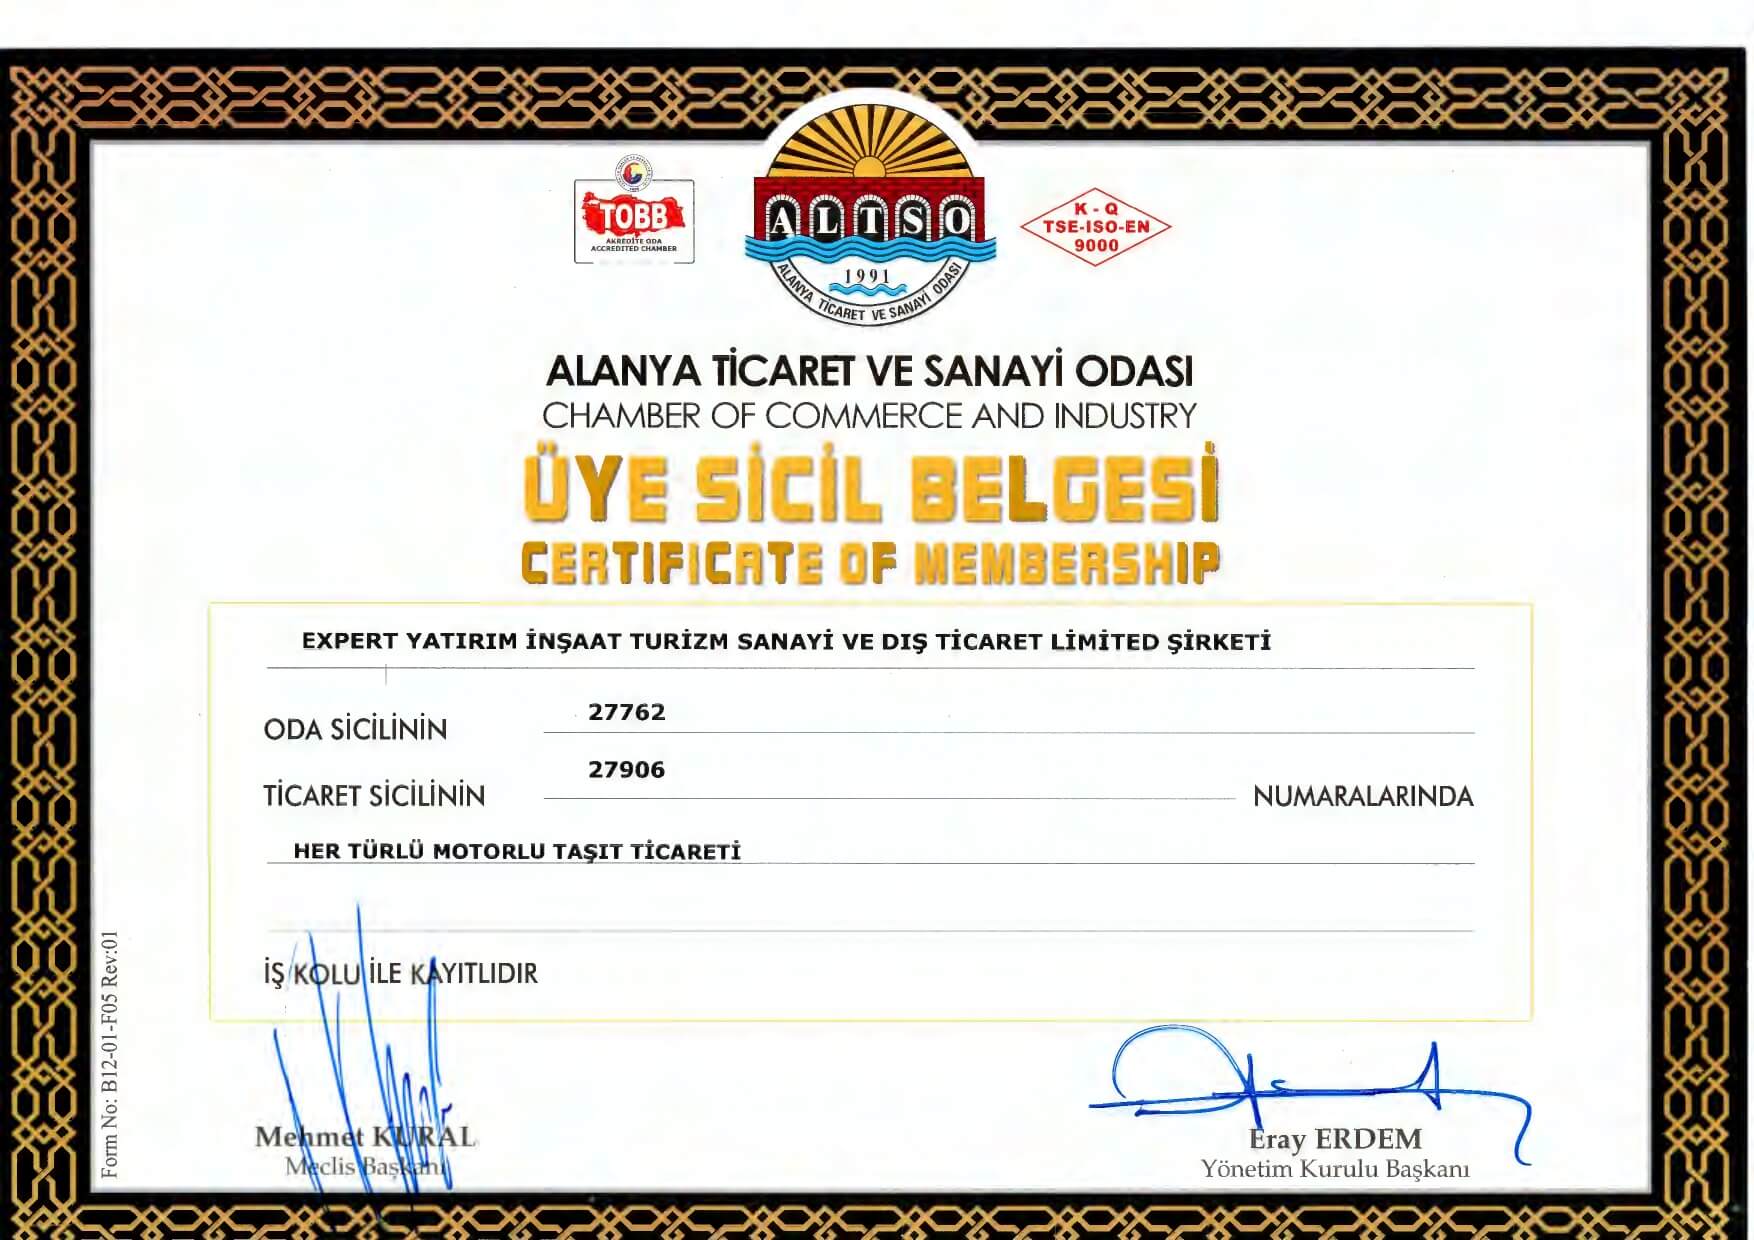 TOBB
AKREDİTE ODA
ACCREDITED CHAMBER
ALTSO
1991
ALANYA TİCARET VE SANAYİ ODASI
K - Q
TSE-ISO-EN
9000
ALANYA TİCARET VE SANAYİ ODASI
CHAMBER OF COMMERCE AND INDUSTRY
ÜYE SİCİL BELGESİ
CERTIFICATE OF MEMBERSHIP
EXPERT YATIRIM İNŞAAT TURİZM SANAYİ VE DIŞ TİCARET LİMİTED ŞİRKETİ
ODA SİCİLİNİN 27762
TİCARET SİCİLİNİN 27906 NUMARALARINDA
HER TÜRLÜ MOTORLU TAŞIT TİCARETİ
İŞ KOLU İLE KAYITLIDIR
Mehmet KURAL
Meclis Başkanı
Eray ERDEM
Yönetim Kurulu Başkanı
Form No: B12-01-F05 Rev:01